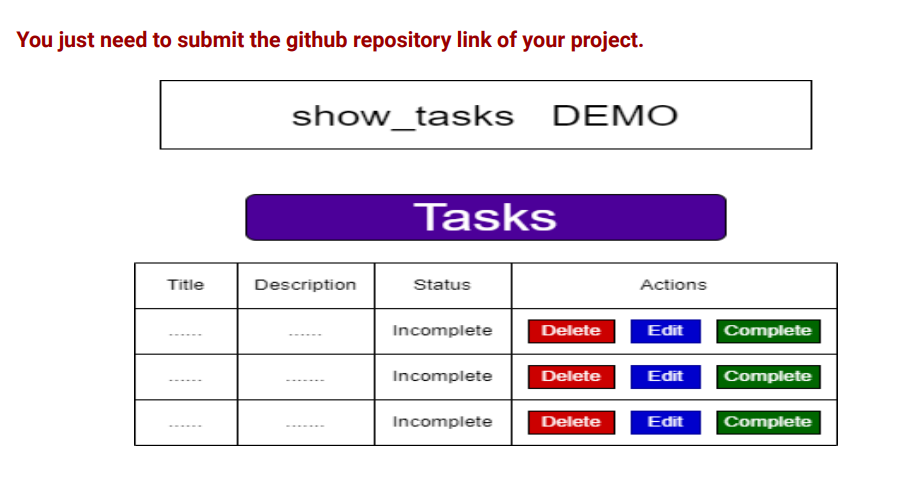 You just need to submit the github repository link of your project.
show_tasks DEMO
Tasks
Title Description Status Actions
------ ------ Incomplete Delete Edit Complete
------ ------- Incomplete Delete Edit Complete
------ ------- Incomplete Delete Edit Complete